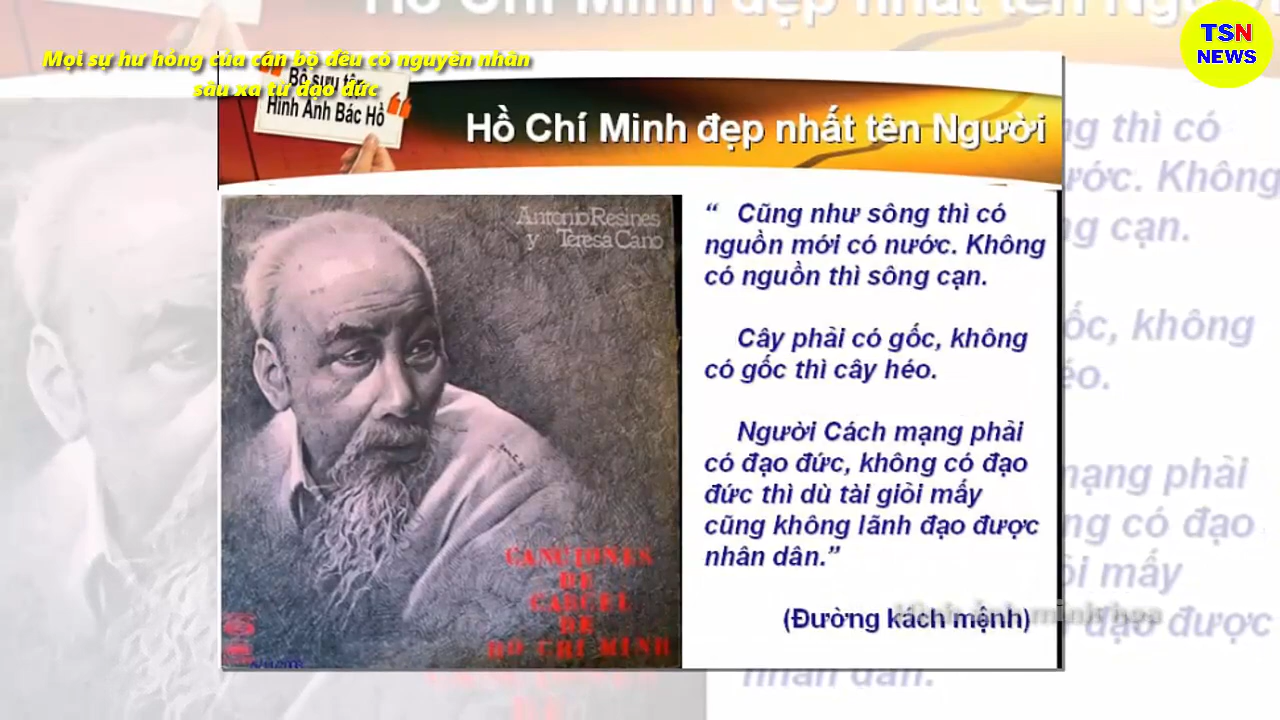 Mọi sự hư hỏng của cán bộ đều có nguyên nhân
sâu xa từ đạo đức
TSN
NEWS
Bộ sưu tập
Hình Ảnh Bác Hồ
Hồ Chí Minh đẹp nhất tên Người
Antonio Resines
y Teresa Cano
CANCIONES
DE
CARCEL
DE
HO CHI MINH
“ Cũng như sông thì có
nguồn mới có nước. Không
có nguồn thì sông cạn.
Cây phải có gốc, không
có gốc thì cây héo.
Người Cách mạng phải
có đạo đức, không có đạo
đức thì dù tài giỏi mấy
cũng không lãnh đạo được
nhân dân.”
(Đường kách mệnh)
Hình ảnh minh họa